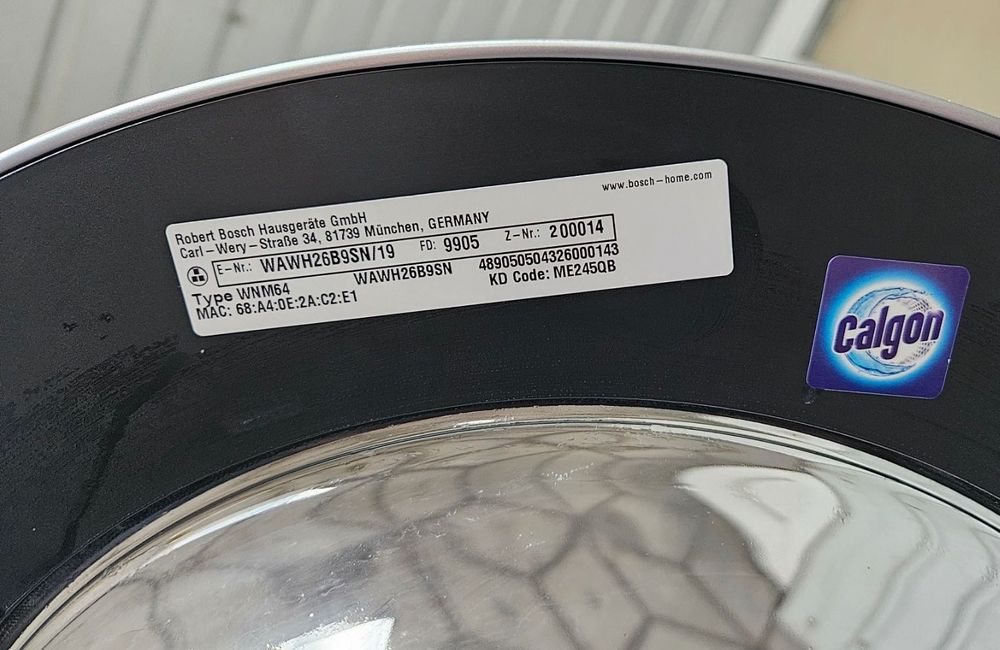 www.bosch-home.com
Robert Bosch Hausgeräte GmbH
Carl-Wery-Straße 34, 81739 München, GERMANY
E-Nr.: WAWH26B9SN/19 FD: 9905 Z-Nr.: 200014
Type WNM64 WAWH26B9SN 489050504326000143
MAC: 68:A4:0E:2A:C2:E1 KD Code: ME245QB
Calgon